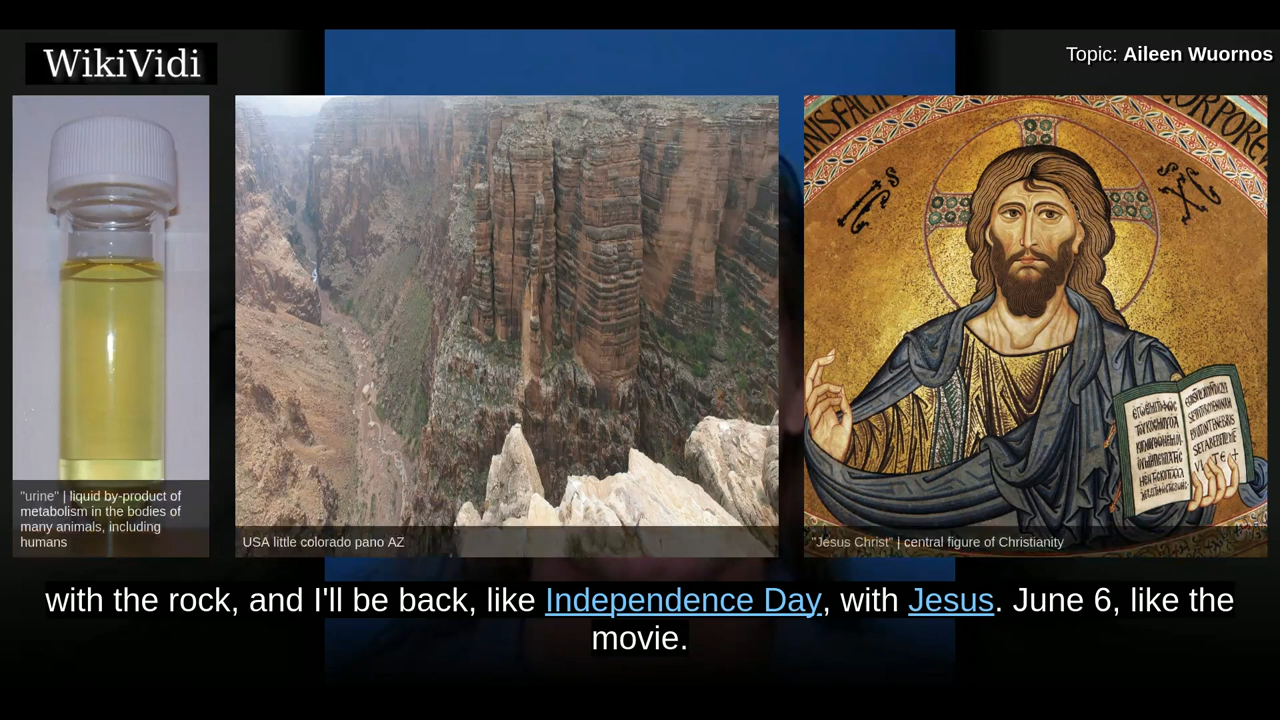 WikiVidi
Topic: Aileen Wuornos
"urine" | liquid by-product of
metabolism in the bodies of
many animals, including
humans
USA little colorado pano AZ
"Jesus Christ" | central figure of Christianity
with the rock, and I'll be back, like Independence Day, with Jesus. June 6, like the
movie.